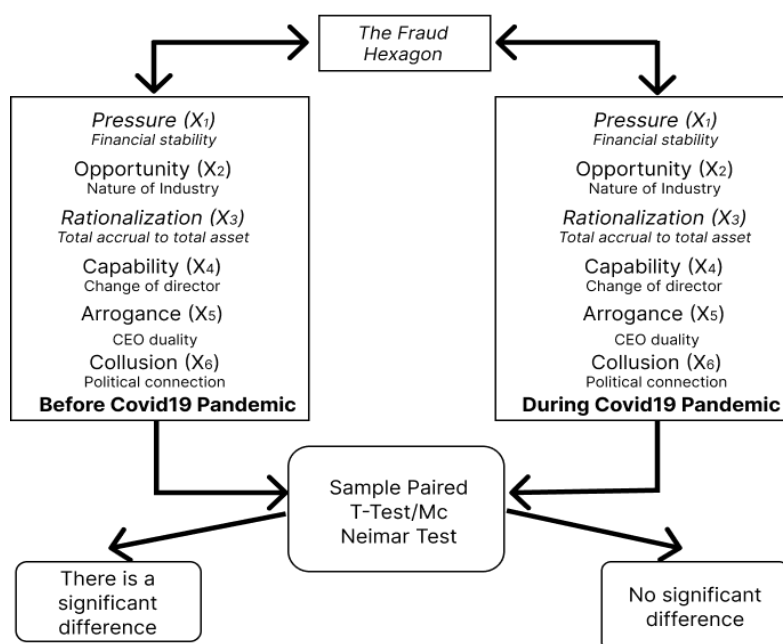 The Fraud
Hexagon
Pressure (X₁)
Financial stability
Opportunity (X₂)
Nature of Industry
Rationalization (X₃)
Total accrual to total asset
Capability (X₄)
Change of director
Arrogance (X₅)
CEO duality
Collusion (X₆)
Political connection
Before Covid19 Pandemic
Pressure (X₁)
Financial stability
Opportunity (X₂)
Nature of Industry
Rationalization (X₃)
Total accrual to total asset
Capability (X₄)
Change of director
Arrogance (X₅)
CEO duality
Collusion (X₆)
Political connection
During Covid19 Pandemic
Sample Paired
T-Test/Mc
Neimar Test
There is a
significant
difference
No significant
difference